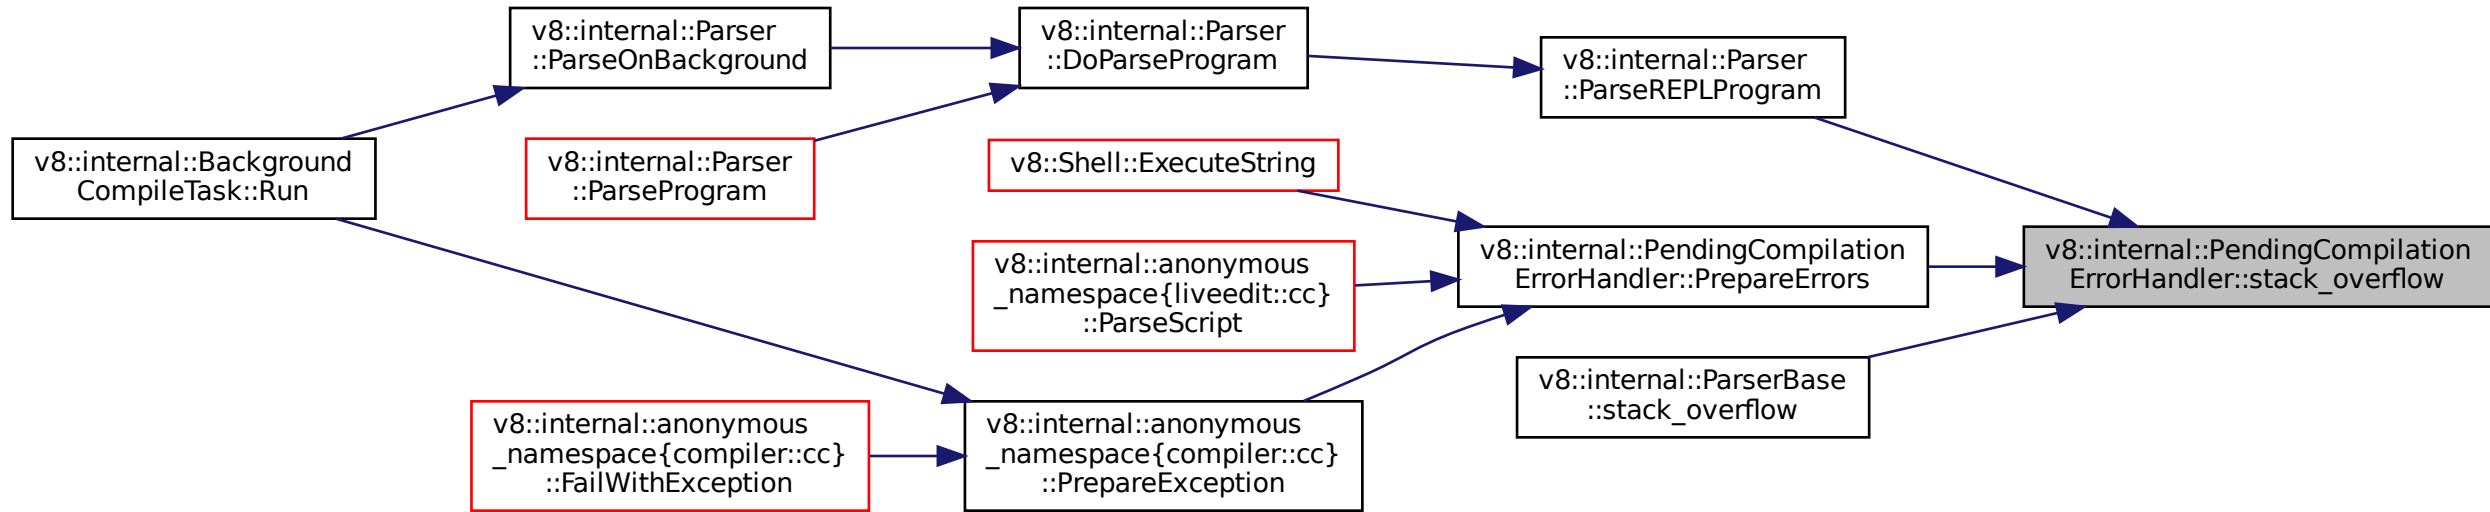 v8::internal::Parser
::ParseOnBackground
v8::internal::Parser
::DoParseProgram
v8::internal::Parser
::ParseREPLProgram
v8::internal::Background
CompileTask::Run
v8::internal::Parser
::ParseProgram
v8::Shell::ExecuteString
v8::internal::anonymous
_namespace{liveedit::cc}
::ParseScript
v8::internal::PendingCompilation
ErrorHandler::PrepareErrors
v8::internal::PendingCompilation
ErrorHandler::stack_overflow
v8::internal::ParserBase
::stack_overflow
v8::internal::anonymous
_namespace{compiler::cc}
::FailWithException
v8::internal::anonymous
_namespace{compiler::cc}
::PrepareException